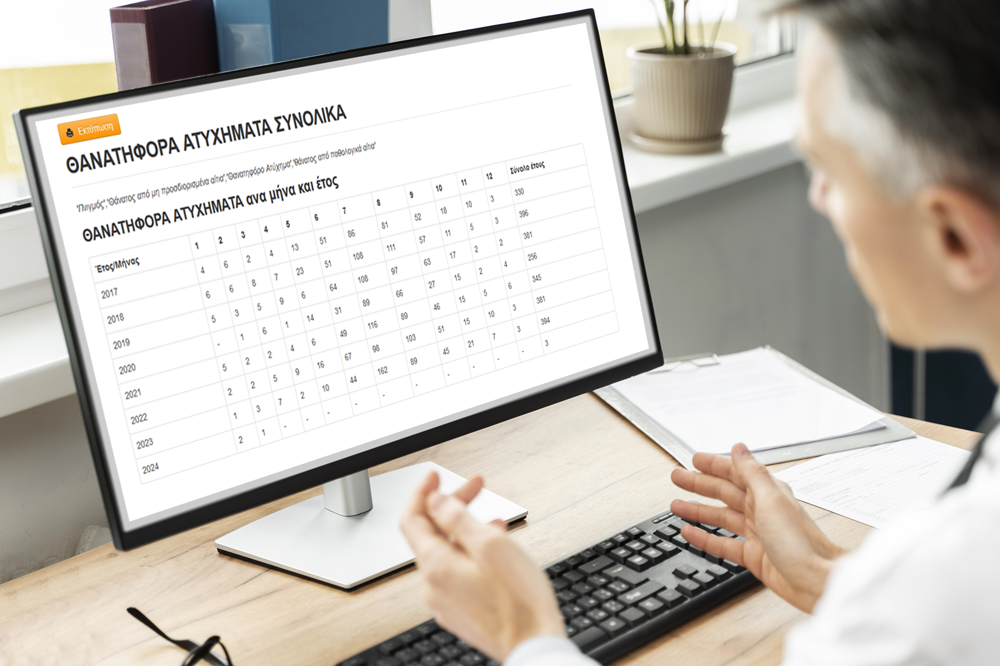 Εκτύπωση
ΘΑΝΑΤΗΦΟΡΑ ΑΤΥΧΗΜΑΤΑ ΣΥΝΟΛΙΚΑ
'Πνιγμός','Θάνατος από μη προσδιορισμένα αίτια','Θανατηφόρο Ατύχημα','θάνατος από παθολογικά αίτια'
ΘΑΝΑΤΗΦΟΡΑ ΑΤΥΧΗΜΑΤΑ ανα μήνα και έτος
Έτος/Μήνας 1 2 3 4 5 6 7 8 9 10 11 12 Σύνολο έτους
2017 4 6 2 4 13 51 86 81 52 18 10 3 330
2018 6 6 8 7 23 51 108 111 57 11 5 3 396
2019 5 3 5 9 6 64 108 97 63 17 2 2 381
2020 - 1 6 1 14 31 89 66 27 15 2 4 256
2021 5 2 2 4 6 49 116 89 46 15 5 6 345
2022 2 2 5 9 16 67 98 103 51 15 10 3 381
2023 1 3 7 2 10 44 162 89 45 21 7 3 394
2024 2 1 - - - - - - - - - - 3